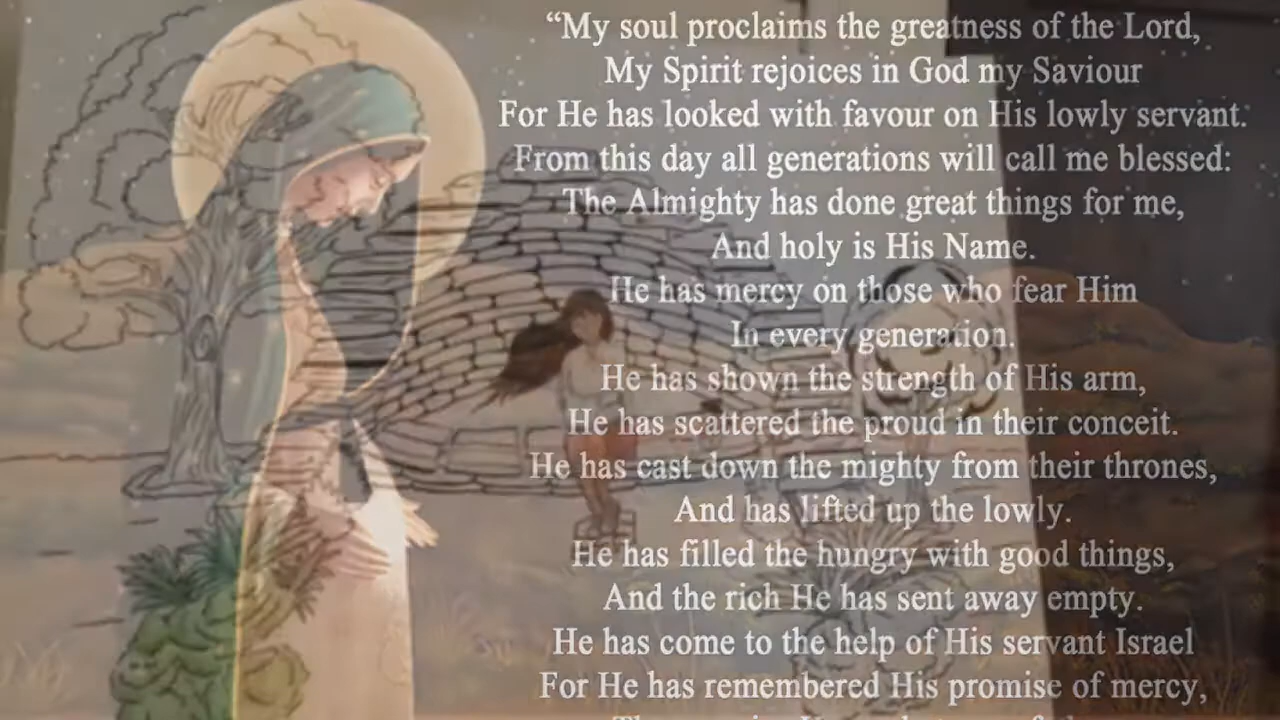 “My soul proclaims the greatness of the Lord,
My Spirit rejoices in God my Saviour
For He has looked with favour on His lowly servant.
From this day all generations will call me blessed:
The Almighty has done great things for me,
And holy is His Name.
He has mercy on those who fear Him
In every generation.
He has shown the strength of His arm,
He has scattered the proud in their conceit.
He has cast down the mighty from their thrones,
And has lifted up the lowly.
He has filled the hungry with good things,
And the rich He has sent away empty.
He has come to the help of His servant Israel
For He has remembered His promise of mercy,